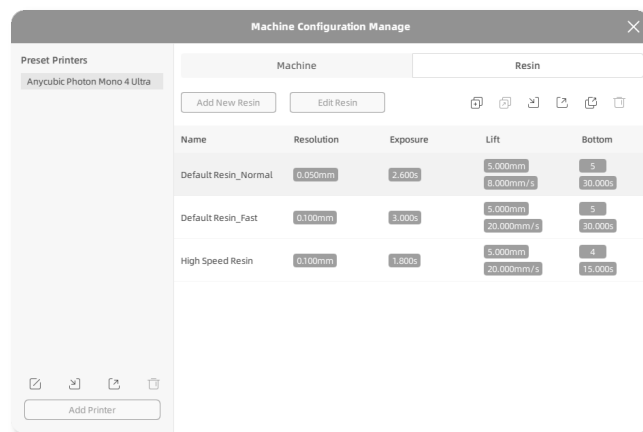 Machine Configuration Manage
Preset Printers
Anycubic Photon Mono 4 Ultra
Machine
Resin
Add New Resin
Edit Resin
Name Resolution Exposure Lift Bottom
Default Resin_Normal 0.050mm 2.600s 5.000mm 8.000mm/s 5 30.000s
Default Resin_Fast 0.100mm 3.000s 5.000mm 20.000mm/s 5 30.000s
High Speed Resin 0.100mm 1.800s 5.000mm 20.000mm/s 4 15.000s
Add Printer